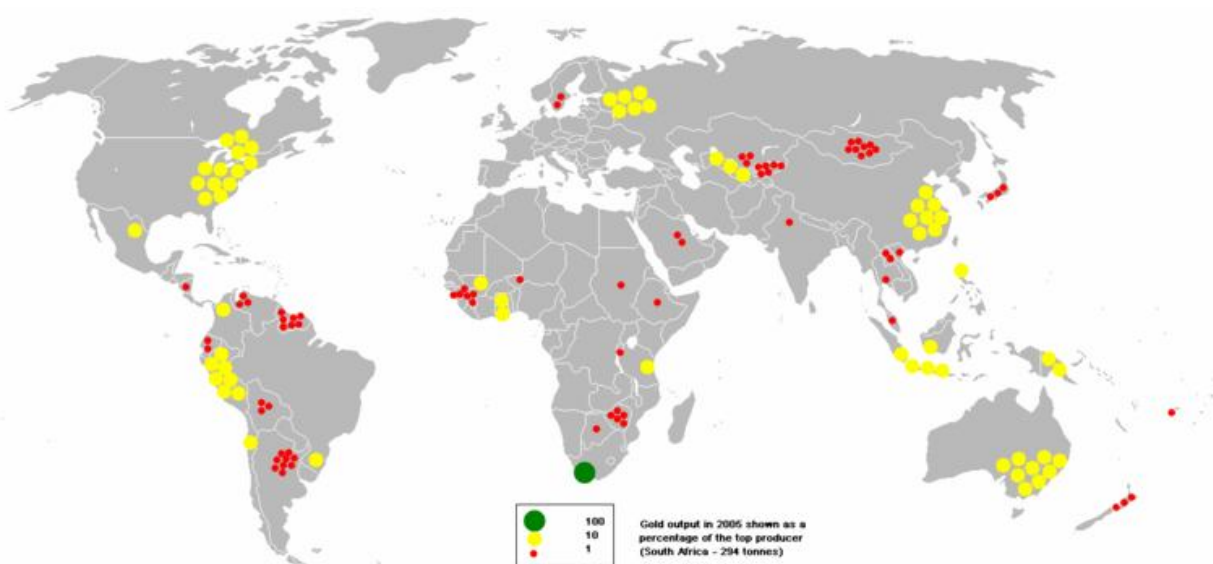 100
10
1
Gold output in 2005 shown as a
percentage of the top producer
(South Africa - 294 tonnes)